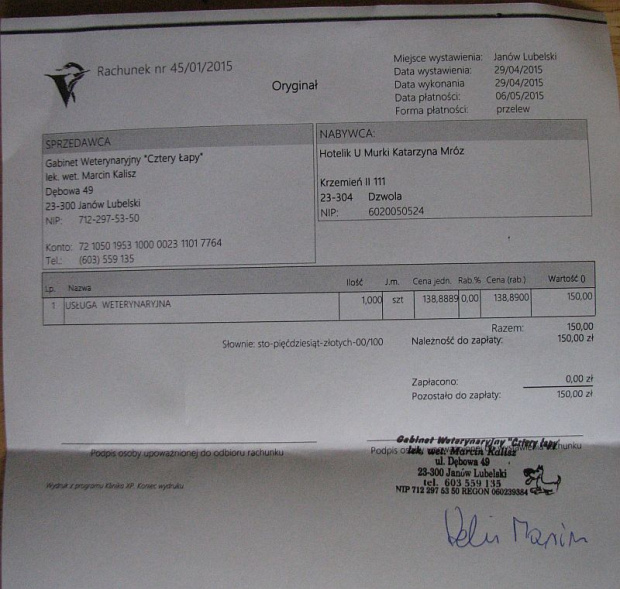 Rachunek nr 45/01/2015
Oryginał
Miejsce wystawienia: Janów Lubelski
Data wystawienia: 29/04/2015
Data wykonania 29/04/2015
Data płatności: 06/05/2015
Forma płatności: przelew
SPRZEDAWCA
Gabinet Weterynaryjny "Cztery Łapy"
lek. wet. Marcin Kalisz
Dębowa 49
23-300 Janów Lubelski
NIP: 712-297-53-50
Konto: 72 1050 1953 1000 0023 1101 7764
Tel.: (603) 559 135
NABYWCA:
Hotelik U Murki Katarzyna Mróz
Krzemień II 111
23-304 Dzwola
NIP: 6020050524
Lp. Nazwa Ilość J.m. Cena jedn. Rab.% Cena (rab.) Wartość ()
1 USŁUGA WETERYNARYJNA 1,000 szt 138,8889 0,00 138,8900 150,00
Razem: 150,00
Słownie: sto-pięćdziesiąt-złotych-00/100
Należność do zapłaty: 150,00 zł
Zapłacono: 0,00 zł
Pozostało do zapłaty: 150,00 zł
Podpis osoby upoważnionej do odbioru rachunku
Podpis rachunku
Gabinet Weterynaryjny "Cztery Łapy"
lek. wet. Marcin Kalisz
ul. Dębowa 49
23-300 Janów Lubelski
tel. 603 559 135
NIP 712 297 53 50 REGON 060239384
Wydruk z programu Klinika XP. Koniec wydruku